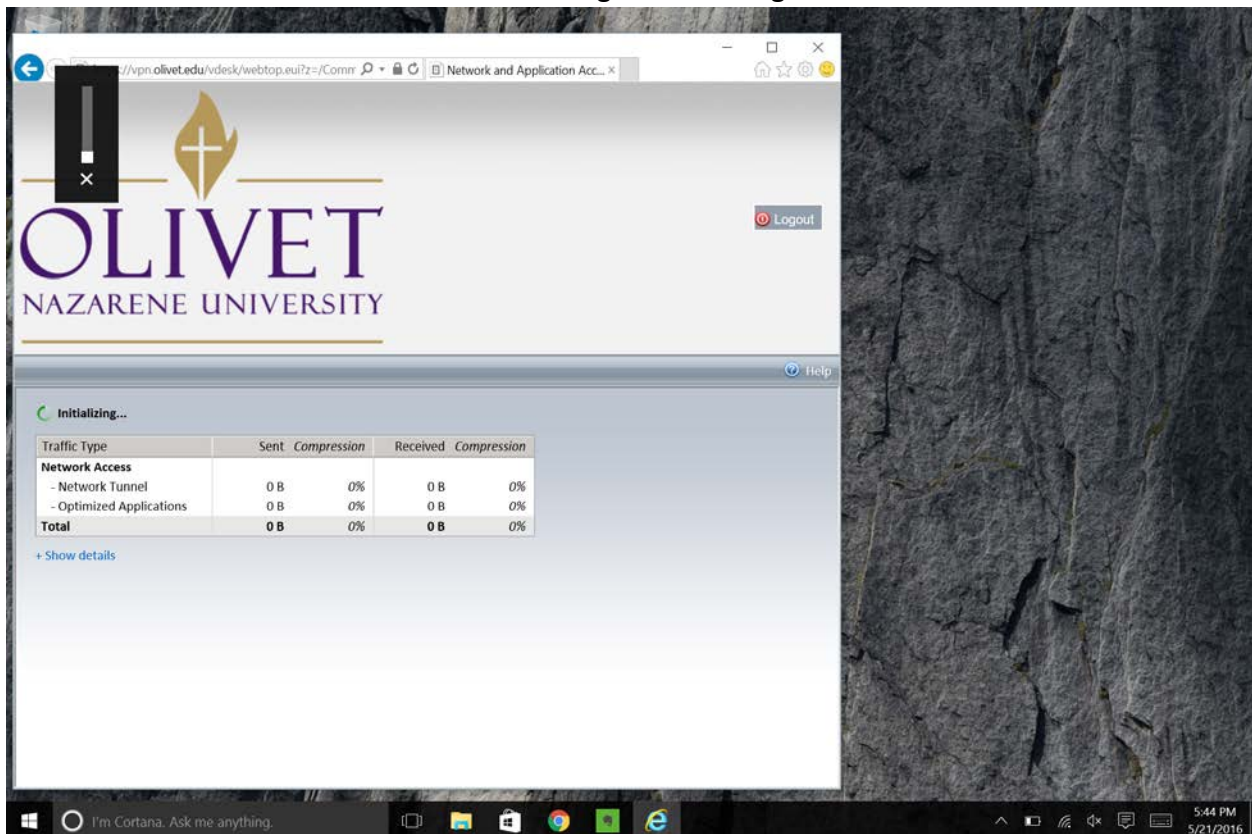 //vpn.olivet.edu/vdesk/webtop.eui?z=/Comm
Network and Application Acc... ×
OLIVET
NAZARENE UNIVERSITY
Logout
Help
Initializing...
Traffic Type Sent Compression Received Compression
Network Access
- Network Tunnel 0 B 0% 0 B 0%
- Optimized Applications 0 B 0% 0 B 0%
Total 0 B 0% 0 B 0%
+ Show details
I'm Cortana. Ask me anything.
5:44 PM
5/21/2016